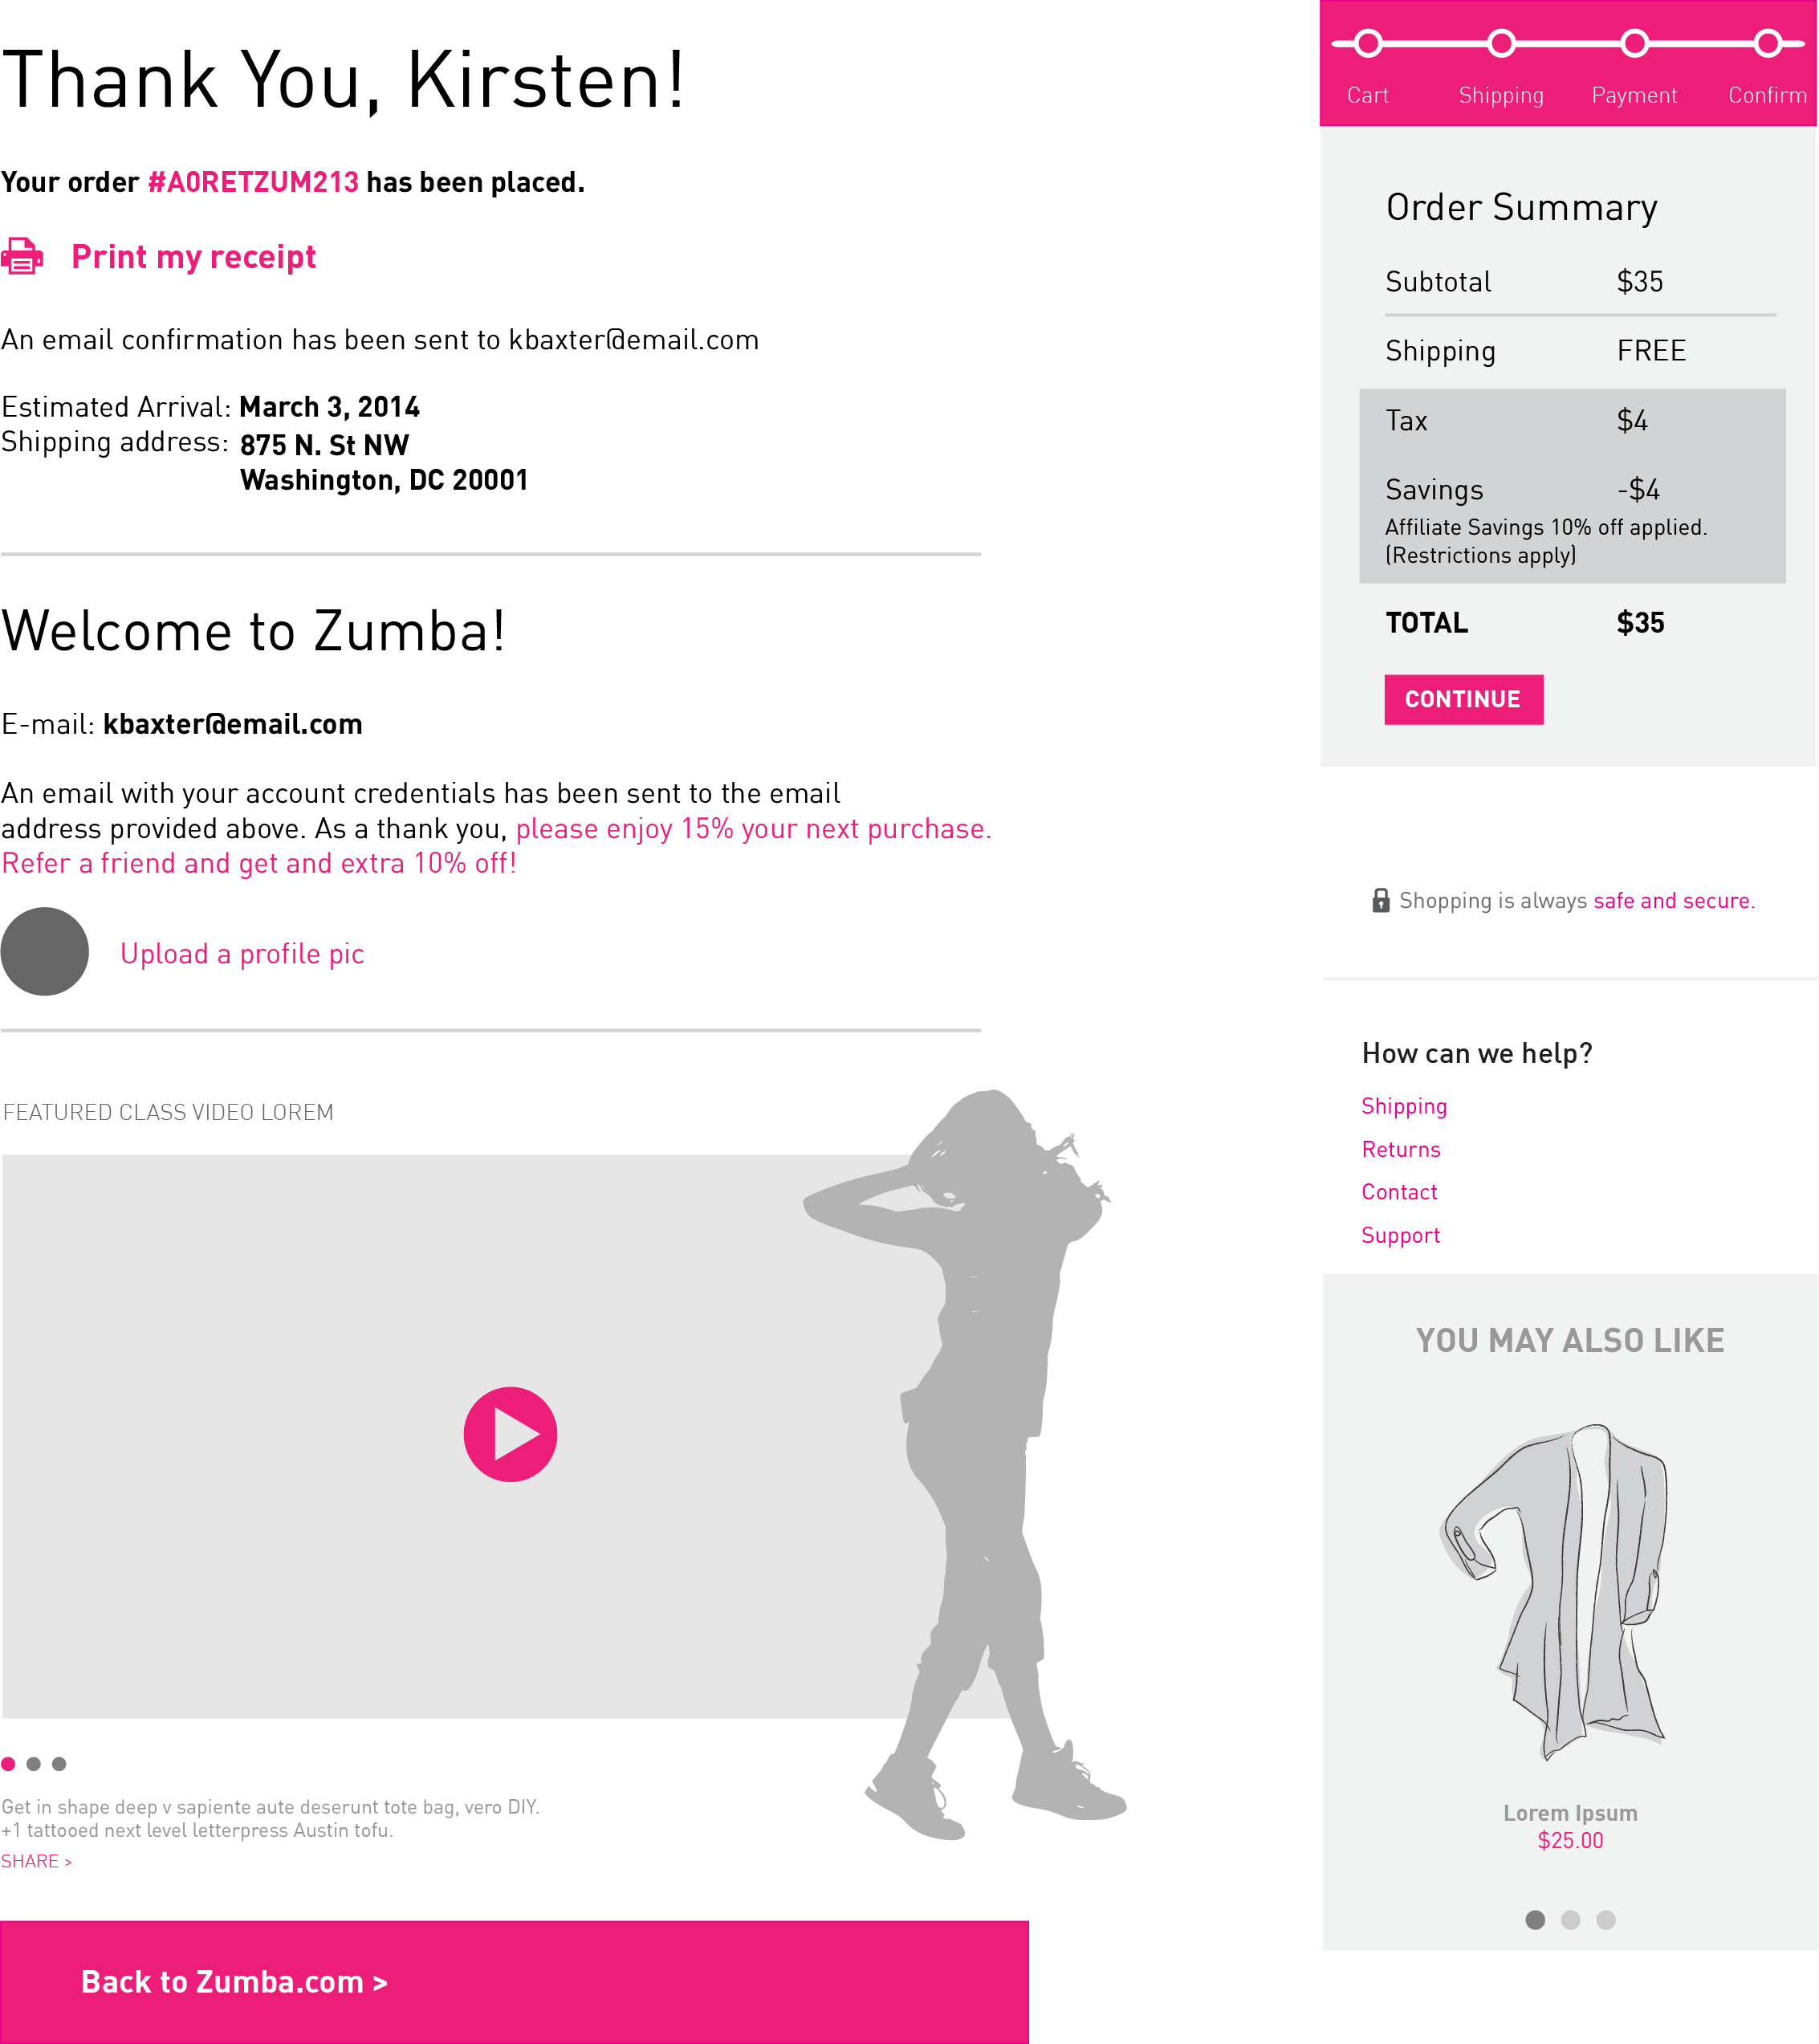 Thank You, Kirsten!
Your order #A0RETZUM213 has been placed.
Print my receipt
An email confirmation has been sent to kbaxter@email.com
Estimated Arrival: March 3, 2014
Shipping address: 875 N. St NW
Washington, DC 20001
Welcome to Zumba!
E-mail: kbaxter@email.com
An email with your account credentials has been sent to the email
address provided above. As a thank you, please enjoy 15% your next purchase.
Refer a friend and get and extra 10% off!
Upload a profile pic
FEATURED CLASS VIDEO LOREM
Get in shape deep v sapiente aute deserunt tote bag, vero DIY.
+1 tattooed next level letterpress Austin tofu.
SHARE >
Back to Zumba.com >
Cart Shipping Payment Confirm
Order Summary
Subtotal $35
Shipping FREE
Tax $4
Savings -$4
Affiliate Savings 10% off applied.
(Restrictions apply)
TOTAL $35
CONTINUE
Shopping is always safe and secure.
How can we help?
Shipping
Returns
Contact
Support
YOU MAY ALSO LIKE
Lorem Ipsum
$25.00